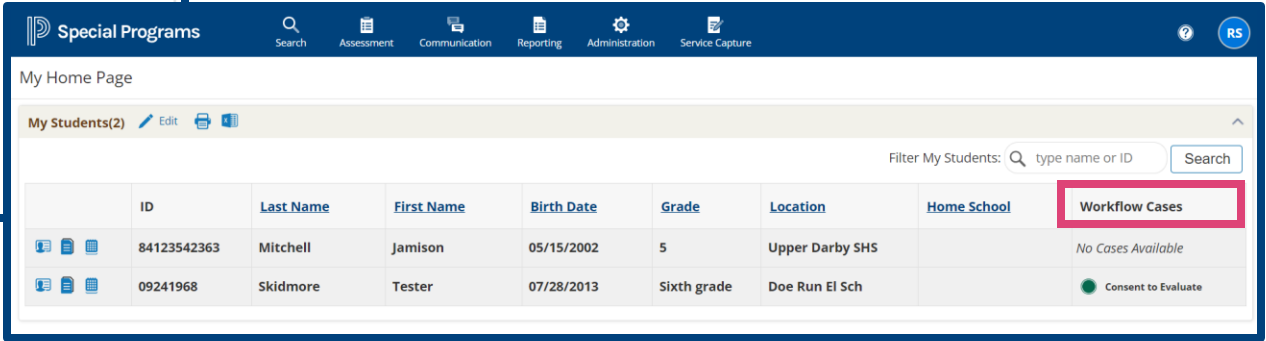 Special Programs
Search Assessment Communication Reporting Administration Service Capture
? RS
My Home Page
My Students(2) Edit
Filter My Students: type name or ID Search
ID Last Name First Name Birth Date Grade Location Home School Workflow Cases
84123542363 Mitchell Jamison 05/15/2002 5 Upper Darby SHS No Cases Available
09241968 Skidmore Tester 07/28/2013 Sixth grade Doe Run El Sch Consent to Evaluate